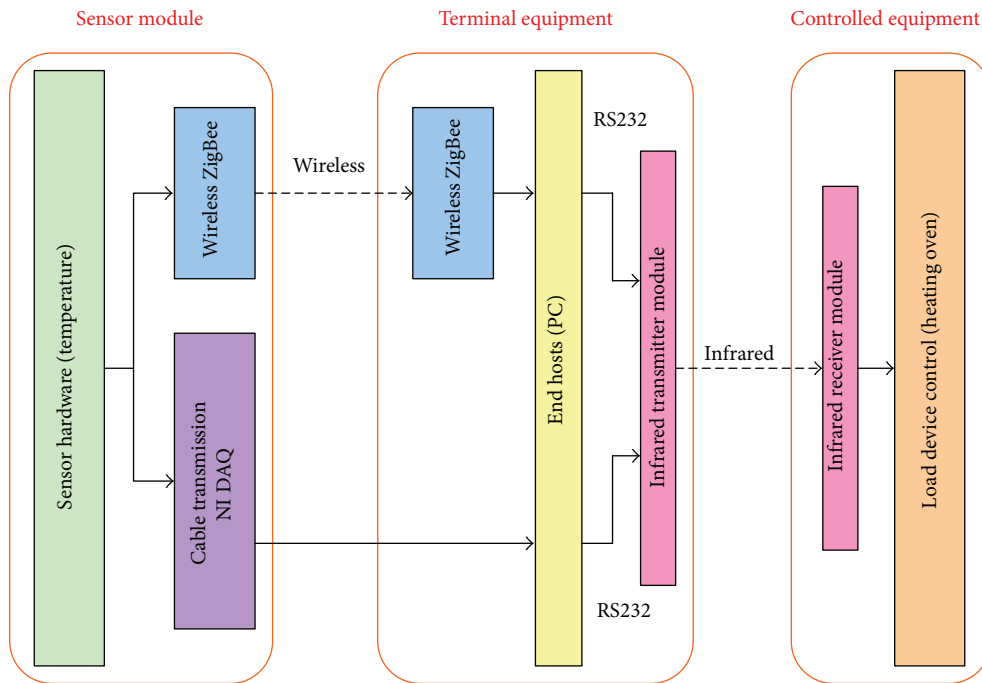 Sensor module
Terminal equipment
Controlled equipment
Sensor hardware (temperature)
Wireless ZigBee
Cable transmission
NI DAQ
Wireless
Wireless ZigBee
End hosts (PC)
RS232
Infrared transmitter module
RS232
Infrared
Infrared receiver module
Load device control (heating oven)